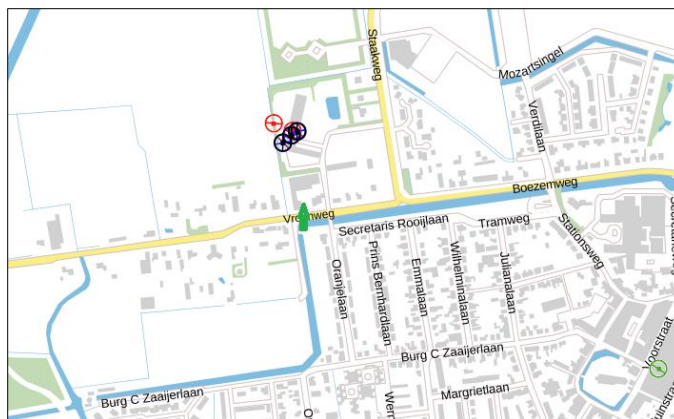 Staakweg
Mozartsingel
Verdilaan
Boezemweg
Secretaris Rooijlaan
Tramweg
Stationsweg
Oranjelaan
Prins Bernhardlaan
Emmalaan
Wilhelminalaan
Julianalaan
Voorstraat
Burg C Zaaijerlaan
Burg C Zaaijerlaan
Margrietlaan